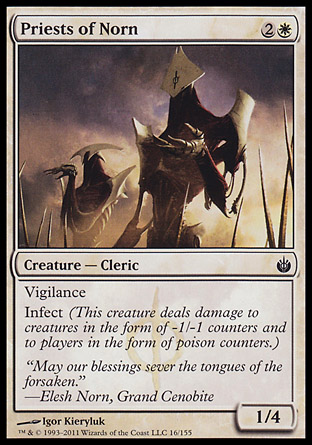 Priests of Norn 2
Creature — Cleric
Vigilance
Infect (This creature deals damage to
creatures in the form of -1/-1 counters and
to players in the form of poison counters.)
"May our blessings sever the tongues of the
forsaken."
—Elesh Norn, Grand Cenobite
Igor Kieryluk
™ & © 1993–2011 Wizards of the Coast LLC 16/155
1/4